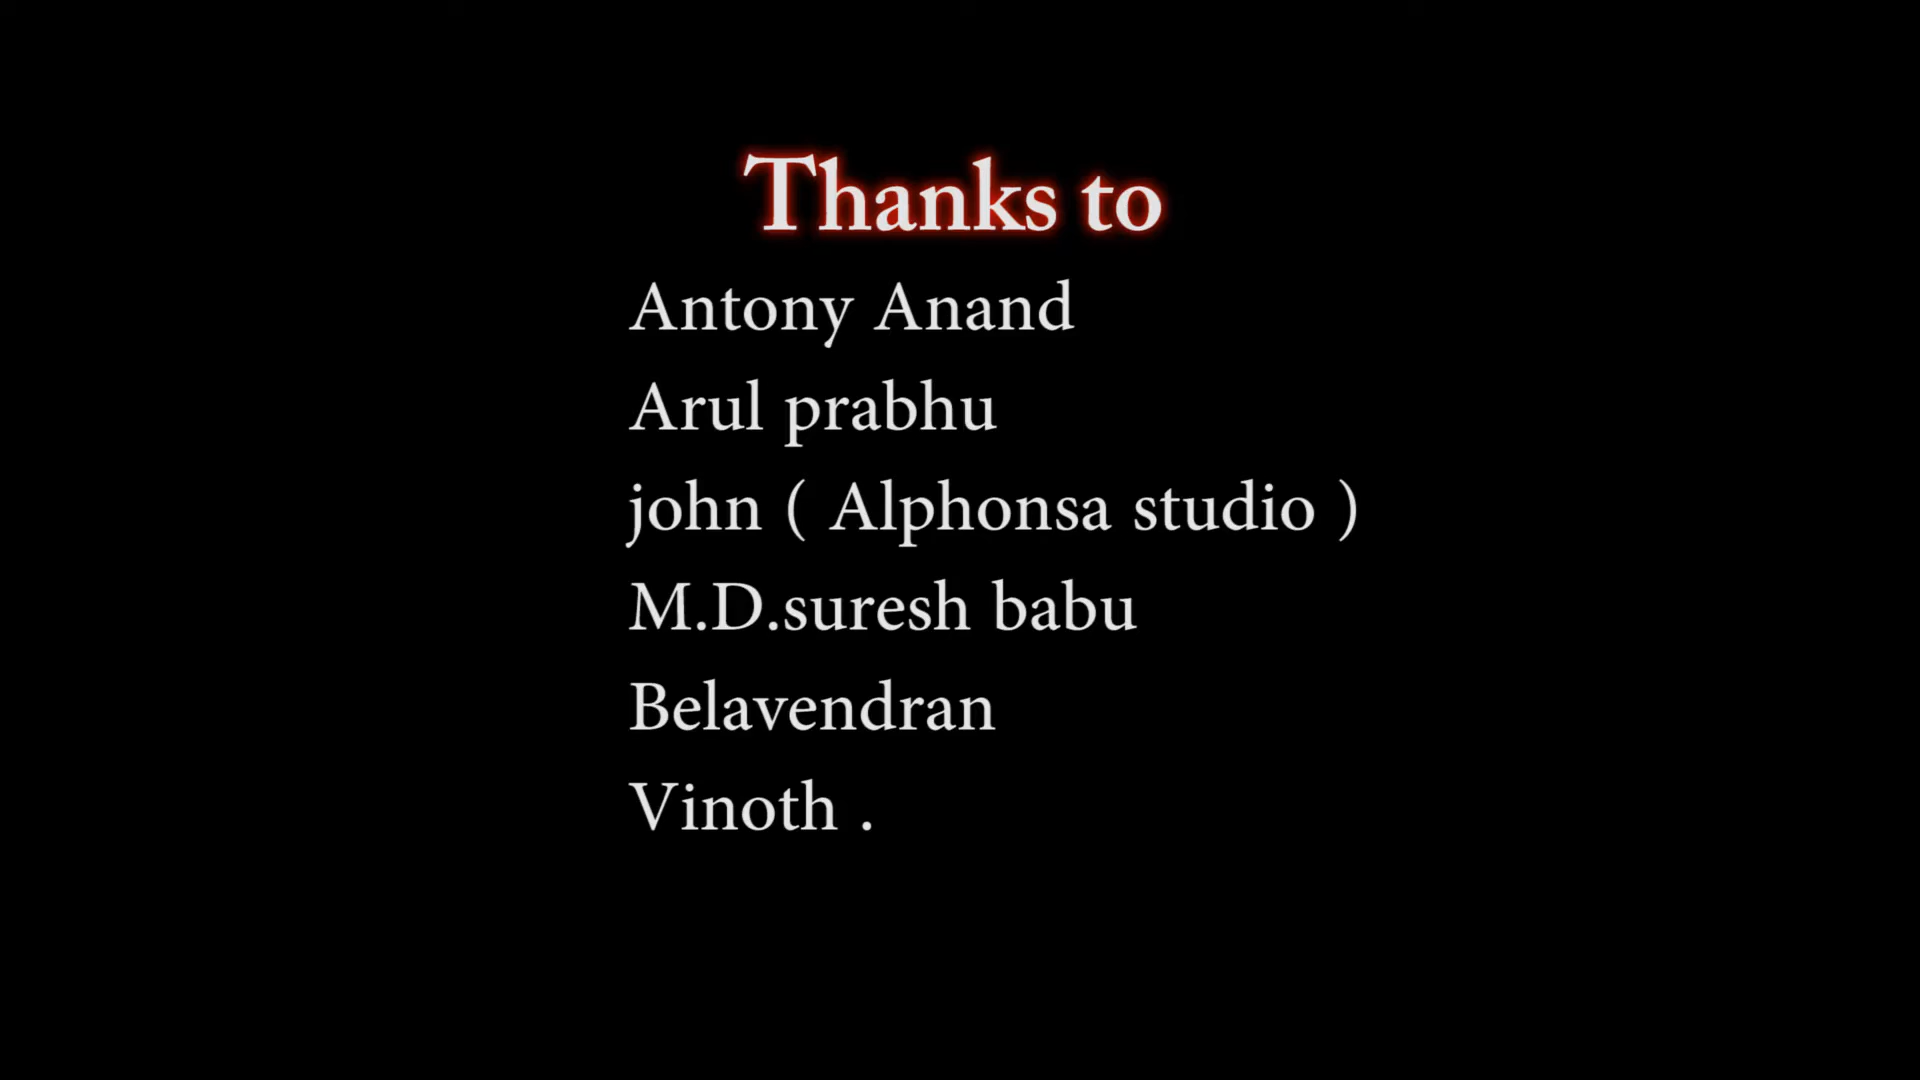 Thanks to
Antony Anand
Arul prabhu
john ( Alphonsa studio )
M.D.suresh babu
Belavendran
Vinoth .